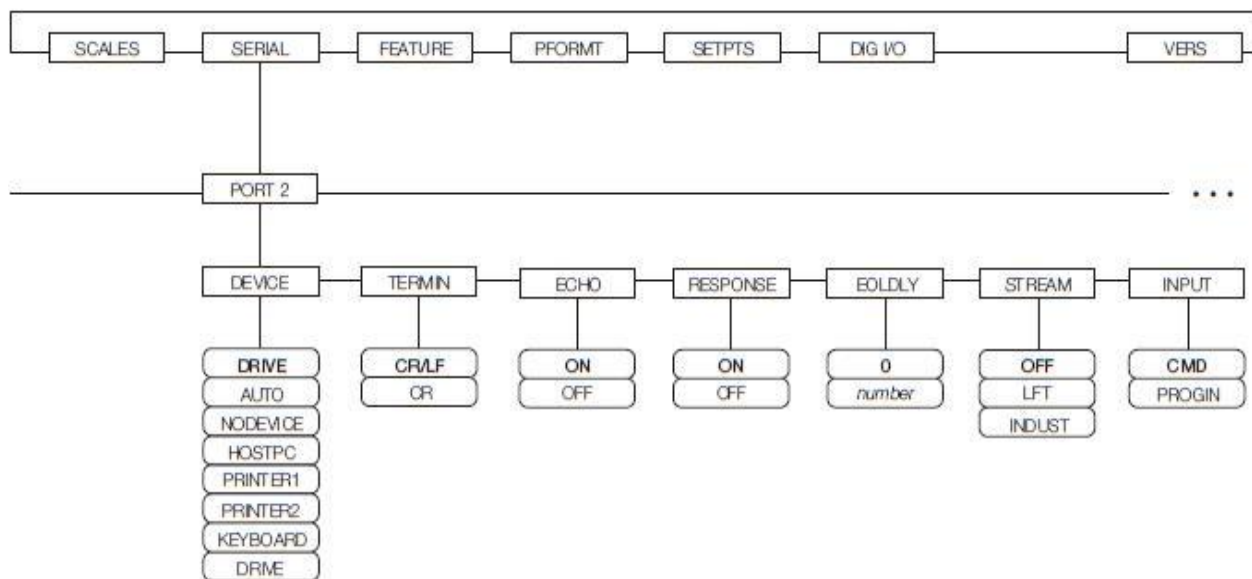 SCALES SERIAL FEATURE PFORMT SETPTS DIG I/O VERS
PORT 2 . . .
DEVICE TERMIN ECHO RESPONSE EOLDLY STREAM INPUT
DRIVE CR/LF ON ON 0 OFF CMD
AUTO CR OFF OFF number LFT PROGIN
NODEVICE INDUST
HOSTPC
PRINTER1
PRINTER2
KEYBOARD
DRIVE